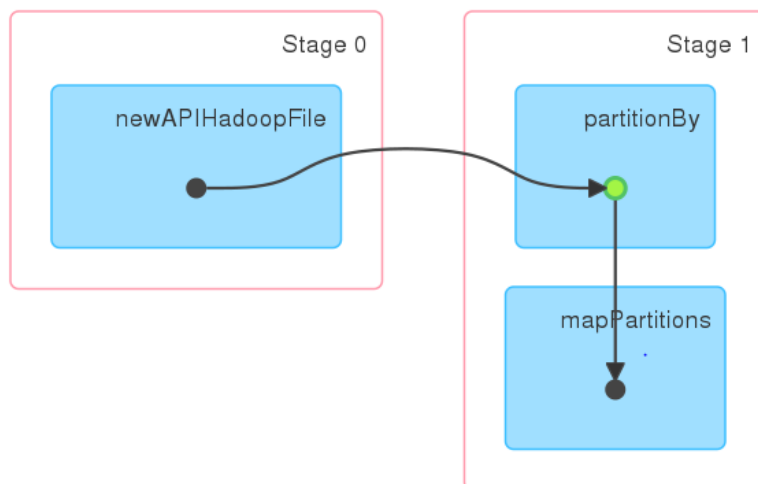 Stage 0
newAPIHadoopFile
Stage 1
partitionBy
mapPartitions